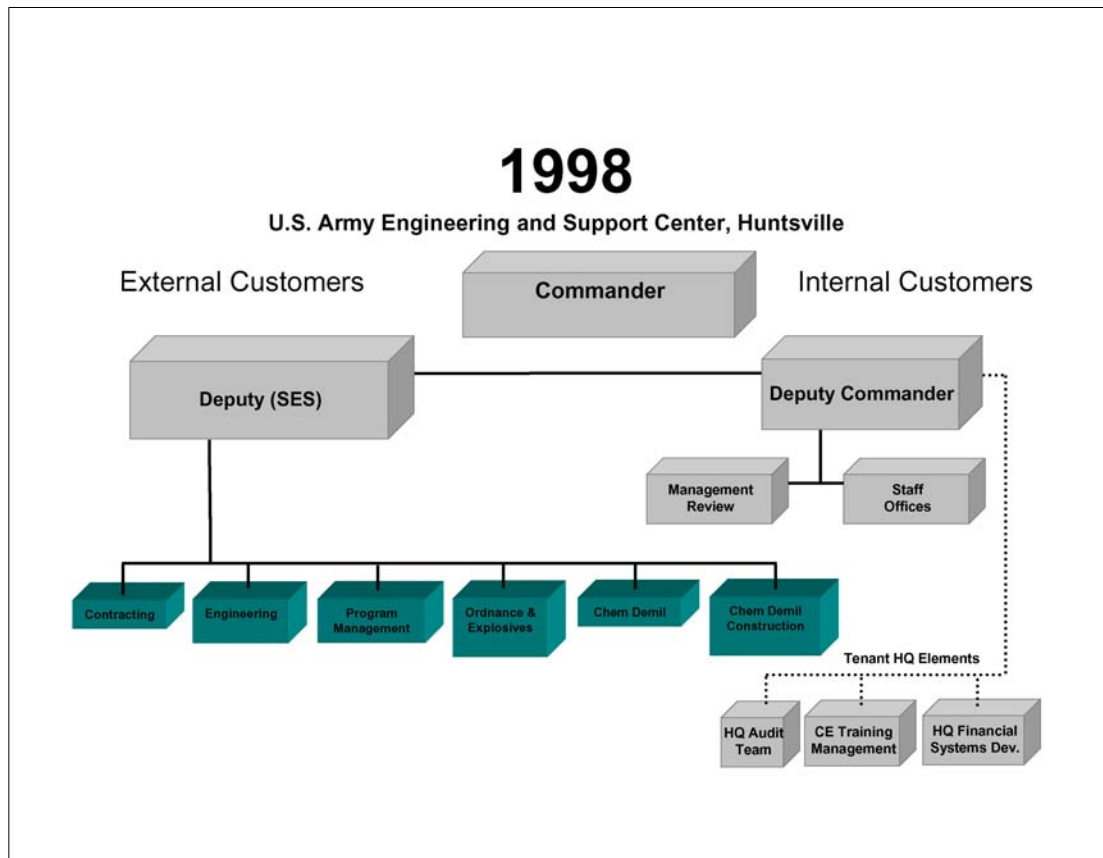 1998
U.S. Army Engineering and Support Center, Huntsville
External Customers
Commander
Internal Customers
Deputy (SES)
Deputy Commander
Management
Review
Staff
Offices
Contracting
Engineering
Program
Management
Ordnance &
Explosives
Chem Demil
Chem Demil
Construction
Tenant HQ Elements
HQ Audit
Team
CE Training
Management
HQ Financial
Systems Dev.